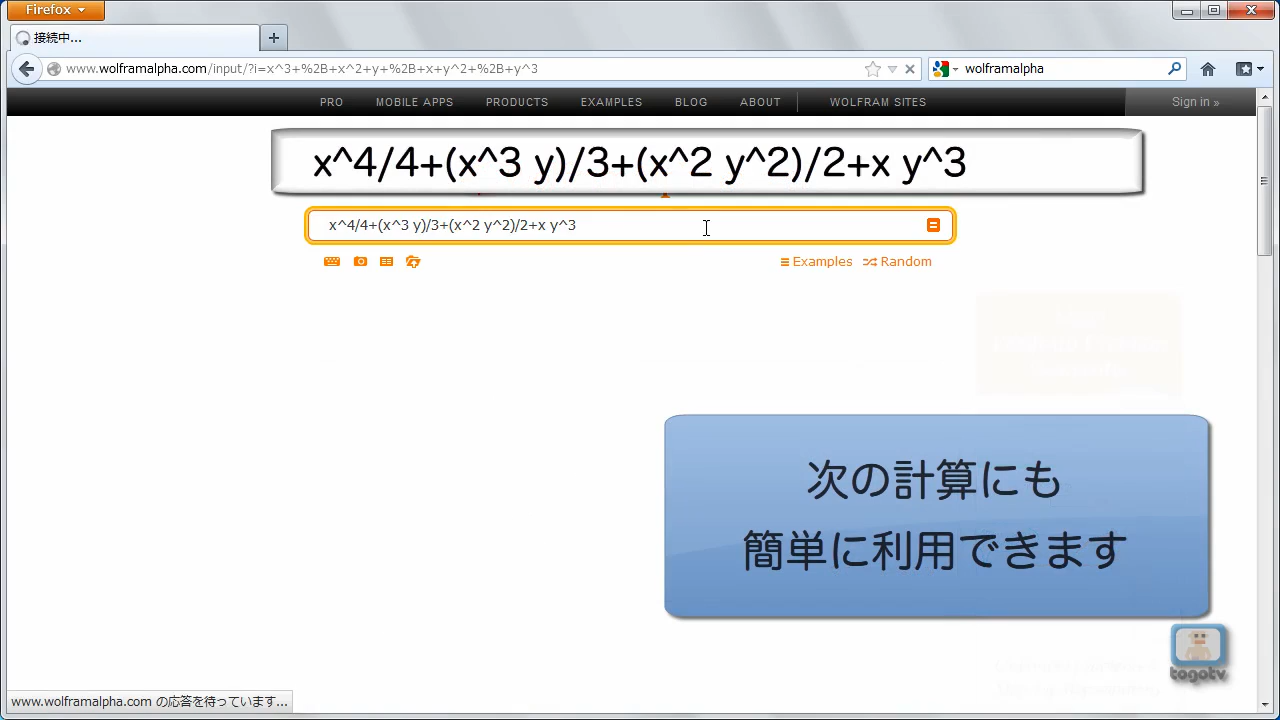 Firefox
接続中...
www.wolframalpha.com/input/?i=x^3+%2B+x^2+y+%2B+x+y^2+%2B+y^3
wolframalpha
PRO MOBILE APPS PRODUCTS EXAMPLES BLOG ABOUT WOLFRAM SITES Sign in »
x^4/4+(x^3 y)/3+(x^2 y^2)/2+x y^3
x^4/4+(x^3 y)/3+(x^2 y^2)/2+x y^3
Examples Random
次の計算にも
簡単に利用できます
togotv
www.wolframalpha.com の応答を待っています...